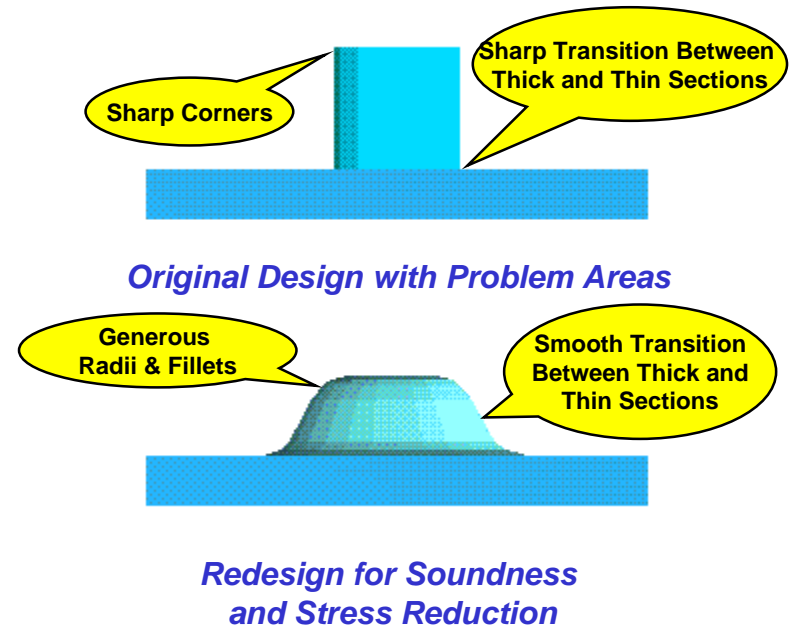 Sharp Corners
Sharp Transition Between
Thick and Thin Sections
Original Design with Problem Areas
Generous
Radii & Fillets
Smooth Transition
Between Thick and
Thin Sections
Redesign for Soundness
and Stress Reduction